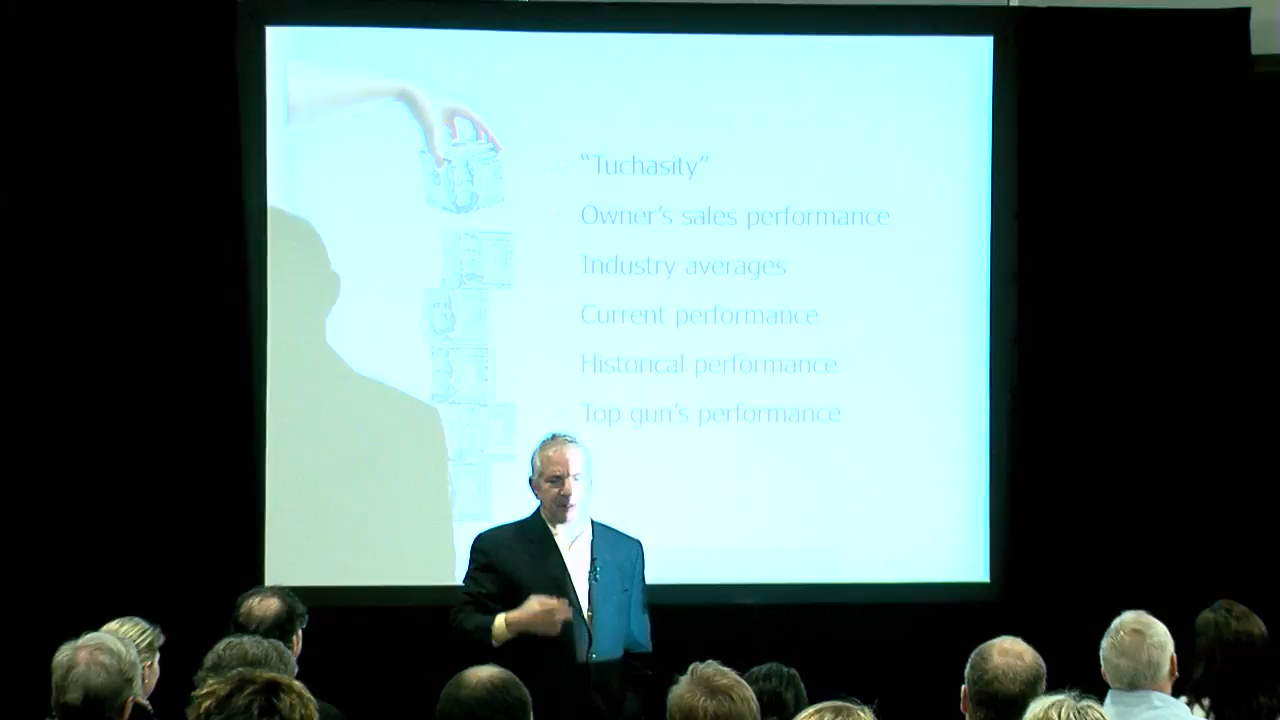 “Tuchasity”
Owner’s sales performance
Industry averages
Current performance
Historical performance
Top gun’s performance